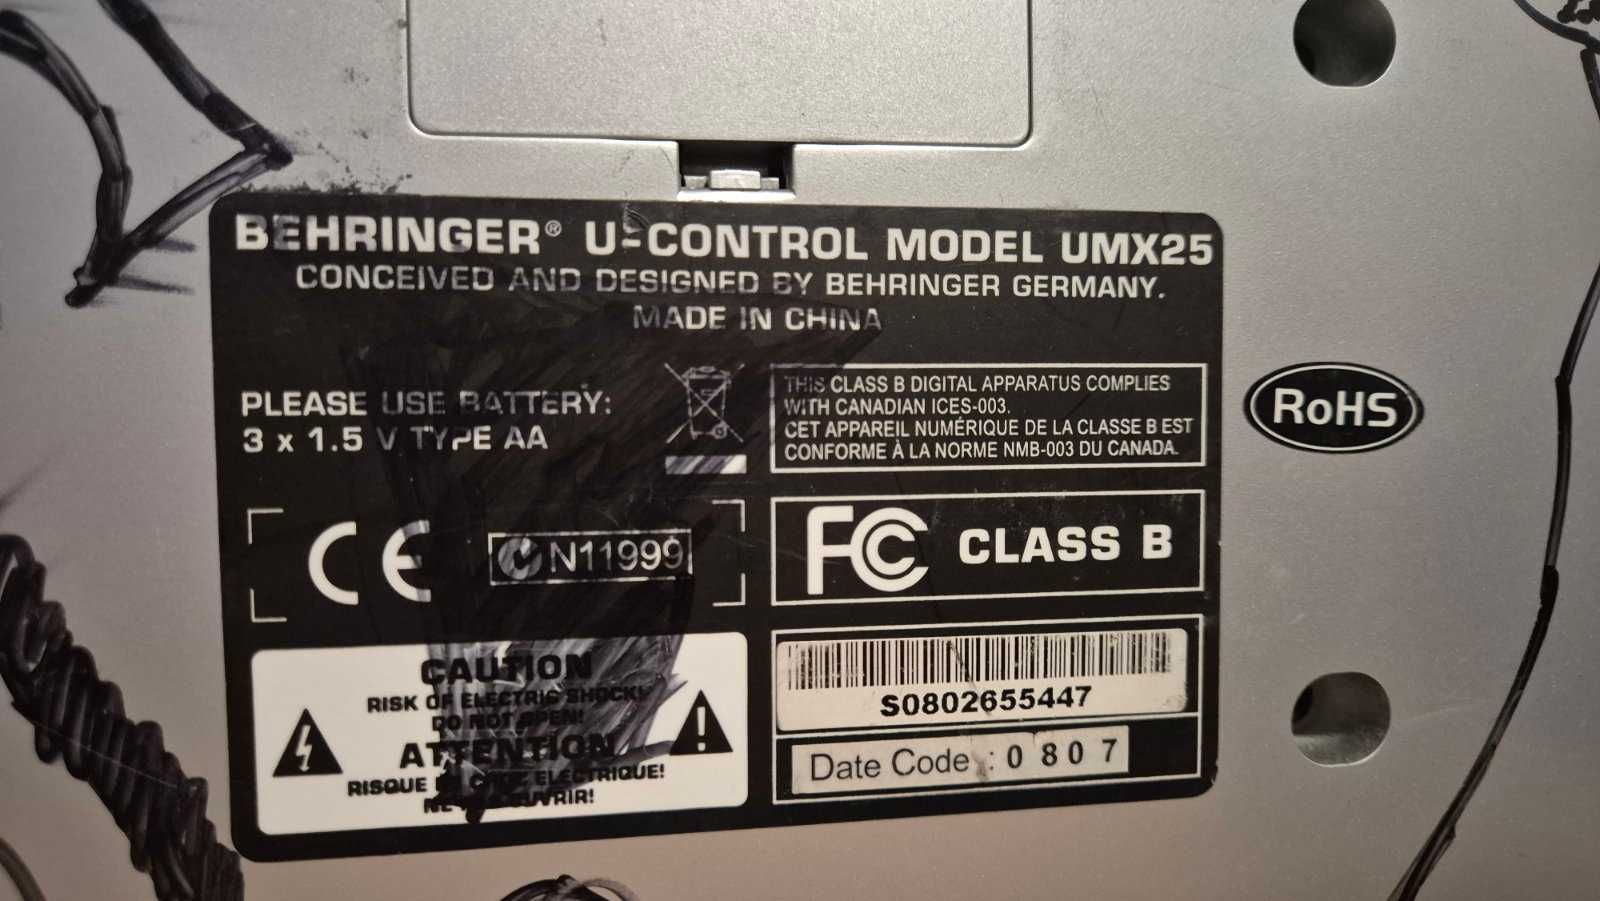 BEHRINGER® U-CONTROL MODEL UMX25
CONCEIVED AND DESIGNED BY BEHRINGER GERMANY.
MADE IN CHINA
PLEASE USE BATTERY:
3 x 1.5 V TYPE AA
THIS CLASS B DIGITAL APPARATUS COMPLIES
WITH CANADIAN ICES-003.
CET APPAREIL NUMÉRIQUE DE LA CLASSE B EST
CONFORME À LA NORME NMB-003 DU CANADA.
RoHS
CE
N11999
FC CLASS B
CAUTION
RISK OF ELECTRIC SHOCK!
DO NOT OPEN!
ATTENTION
RISQUE ELECTRIQUE!
S0802655447
Date Code : 0 8 0 7